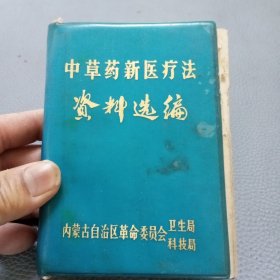 中草药新医疗法
资料选编
内蒙古自治区革命委员会 卫生局
科技局